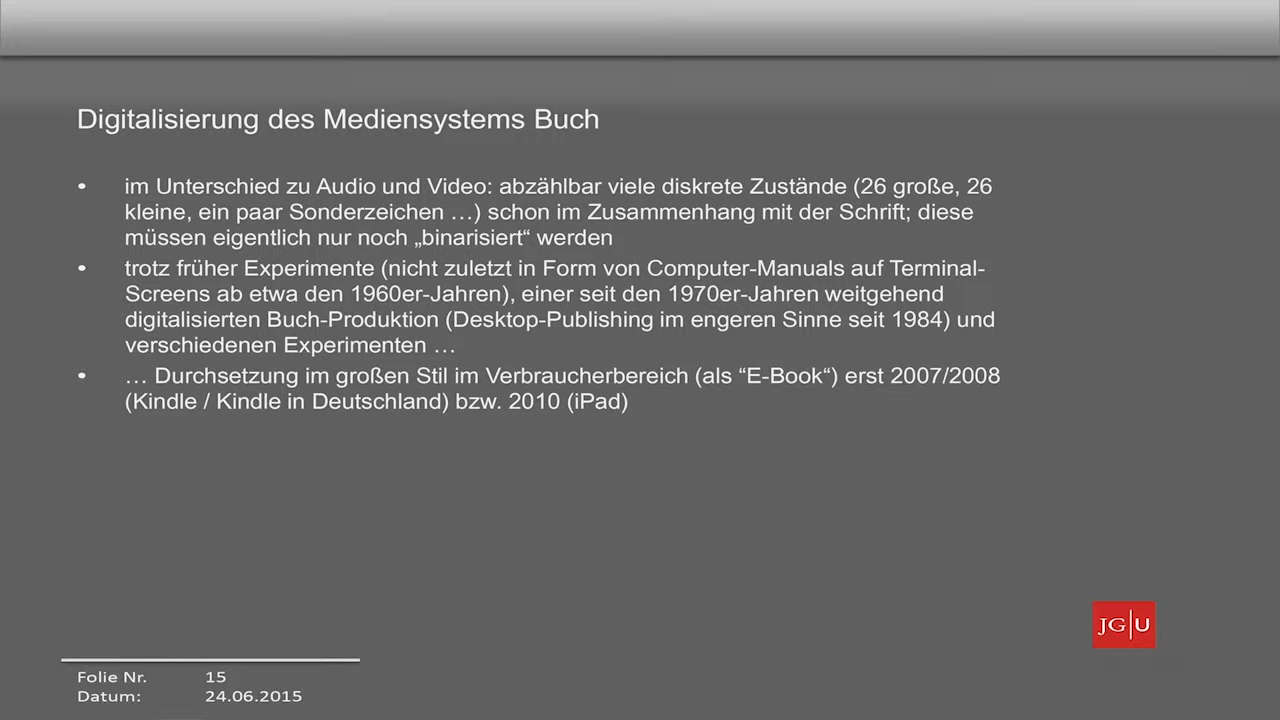 Digitalisierung des Mediensystems Buch
• im Unterschied zu Audio und Video: abzählbar viele diskrete Zustände (26 große, 26
kleine, ein paar Sonderzeichen …) schon im Zusammenhang mit der Schrift; diese
müssen eigentlich nur noch „binarisiert“ werden
• trotz früher Experimente (nicht zuletzt in Form von Computer-Manuals auf Terminal-
Screens ab etwa den 1960er-Jahren), einer seit den 1970er-Jahren weitgehend
digitalisierten Buch-Produktion (Desktop-Publishing im engeren Sinne seit 1984) und
verschiedenen Experimenten …
• … Durchsetzung im großen Stil im Verbraucherbereich (als “E-Book“) erst 2007/2008
(Kindle / Kindle in Deutschland) bzw. 2010 (iPad)
JG|U
Folie Nr. 15
Datum: 24.06.2015